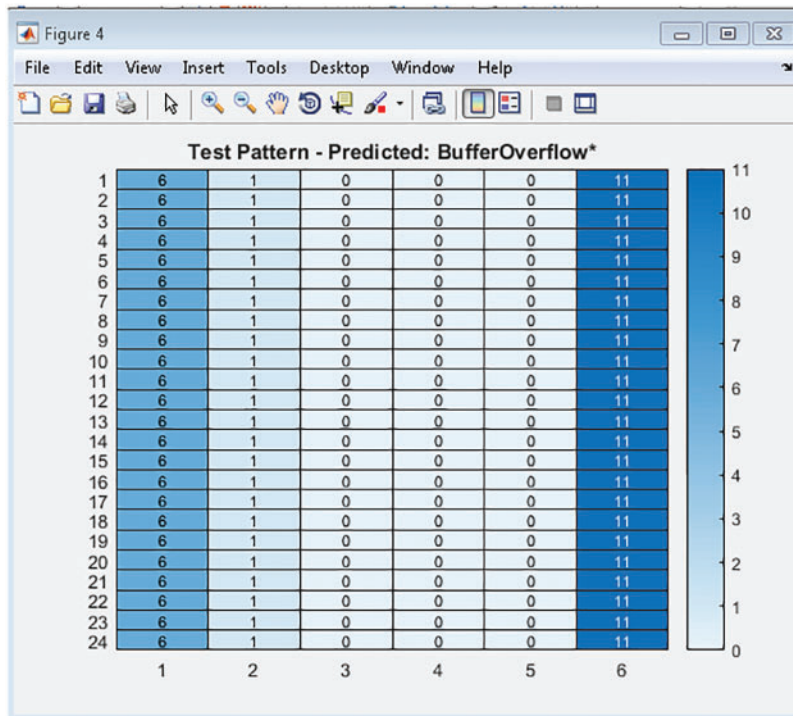 Figure 4
File Edit View Insert Tools Desktop Window Help
Test Pattern - Predicted: BufferOverflow*
1 6 1 0 0 0 11
2 6 1 0 0 0 11
3 6 1 0 0 0 11
4 6 1 0 0 0 11
5 6 1 0 0 0 11
6 6 1 0 0 0 11
7 6 1 0 0 0 11
8 6 1 0 0 0 11
9 6 1 0 0 0 11
10 6 1 0 0 0 11
11 6 1 0 0 0 11
12 6 1 0 0 0 11
13 6 1 0 0 0 11
14 6 1 0 0 0 11
15 6 1 0 0 0 11
16 6 1 0 0 0 11
17 6 1 0 0 0 11
18 6 1 0 0 0 11
19 6 1 0 0 0 11
20 6 1 0 0 0 11
21 6 1 0 0 0 11
22 6 1 0 0 0 11
23 6 1 0 0 0 11
24 6 1 0 0 0 11
1 2 3 4 5 6
11
10
9
8
7
6
5
4
3
2
1
0